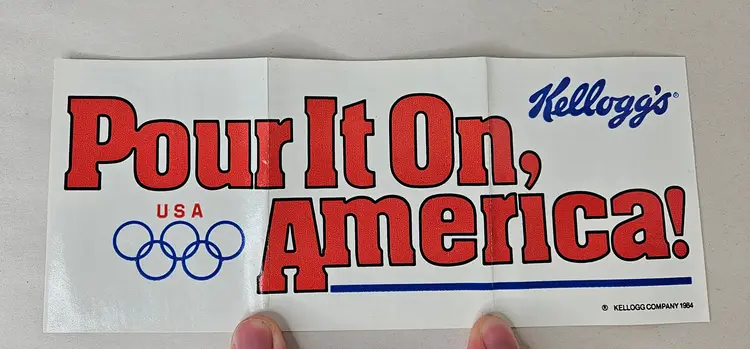 Kellogg's®
Pour It On,
America!
USA
® KELLOGG COMPANY 1984